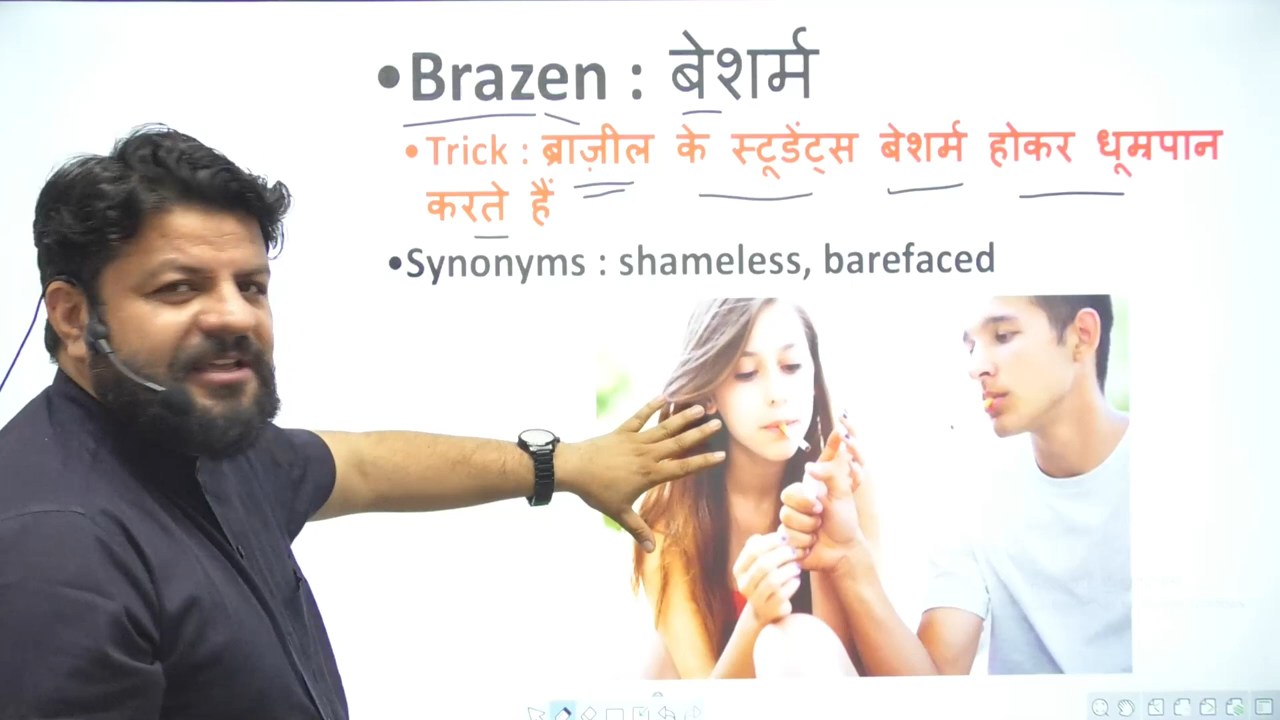 •Brazen : बेशर्म
•Trick : ब्राज़ील के स्टूडेंट्स बेशर्म होकर धूम्रपान
करते हैं
•Synonyms : shameless, barefaced